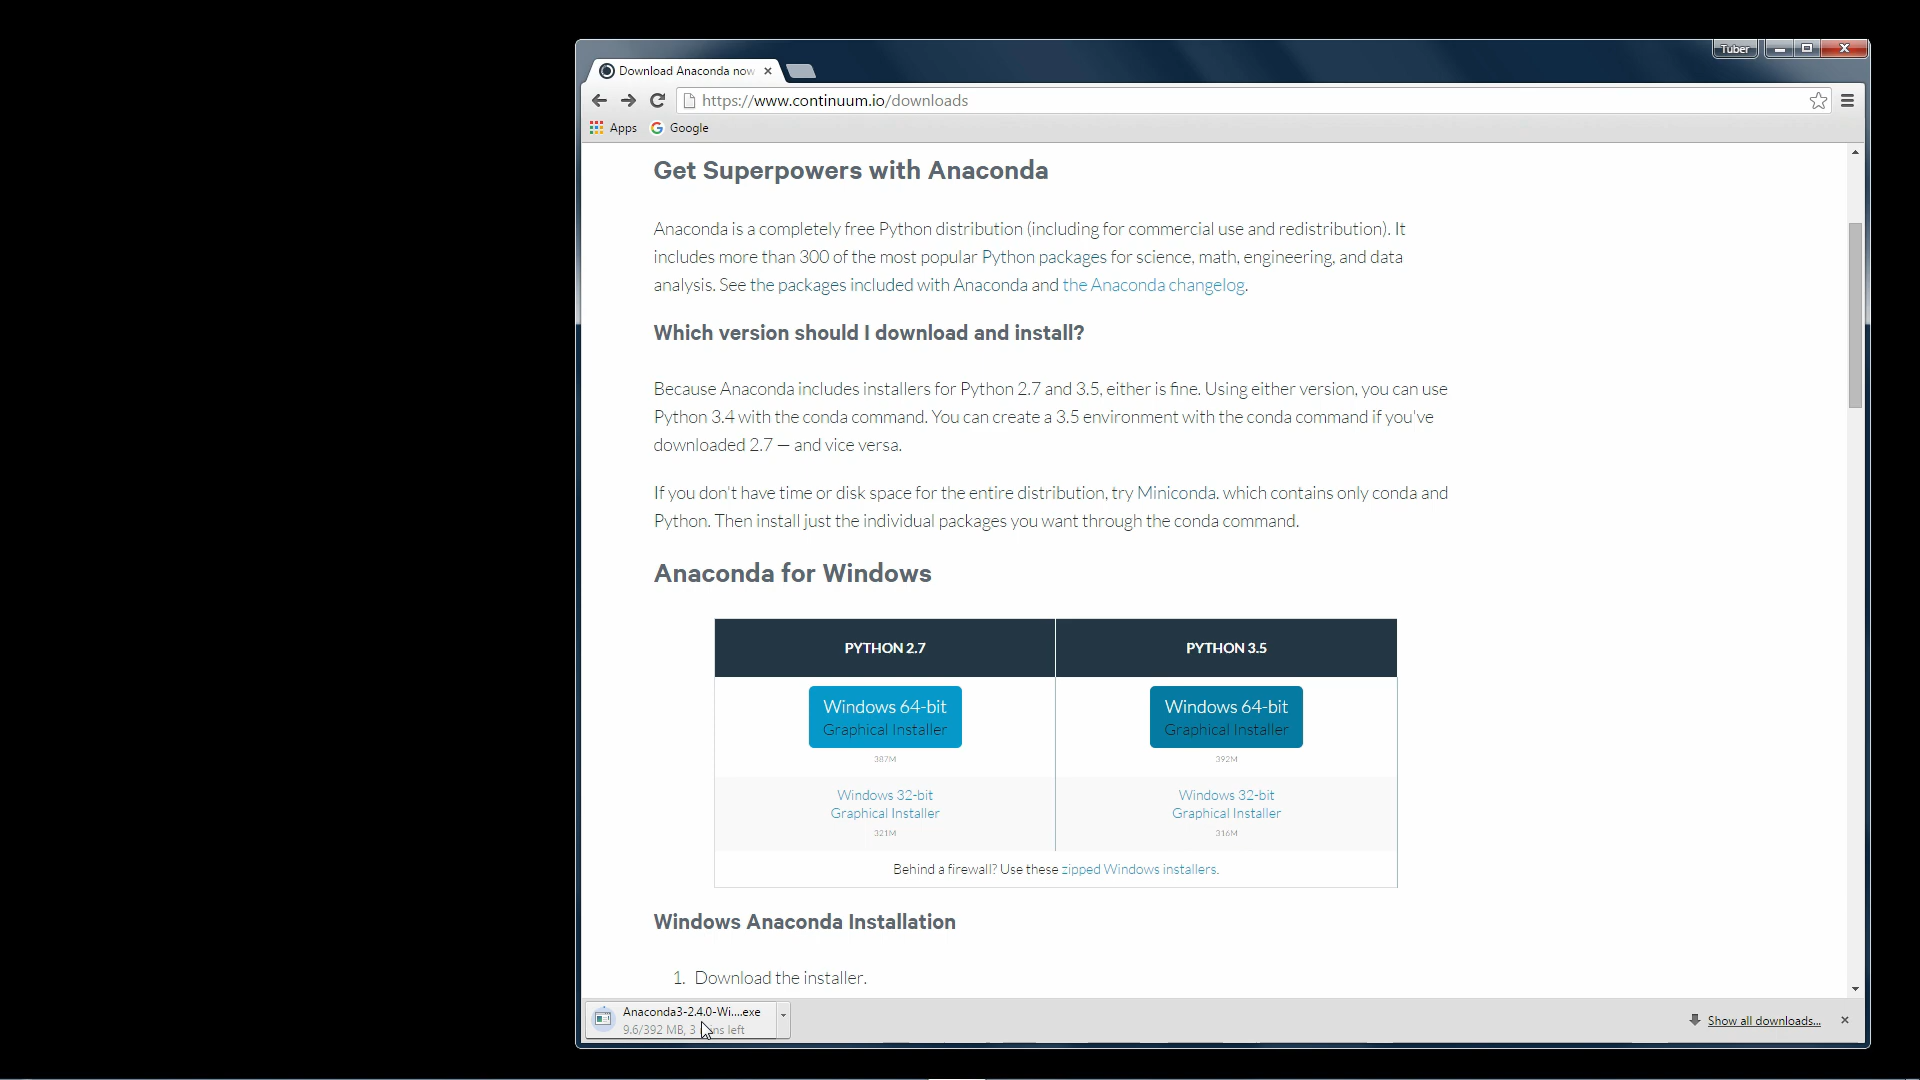 Tuber
Download Anaconda now
https://www.continuum.io/downloads
Apps Google
Get Superpowers with Anaconda
Anaconda is a completely free Python distribution (including for commercial use and redistribution). It
includes more than 300 of the most popular Python packages for science, math, engineering, and data
analysis. See the packages included with Anaconda and the Anaconda changelog.
Which version should I download and install?
Because Anaconda includes installers for Python 2.7 and 3.5, either is fine. Using either version, you can use
Python 3.4 with the conda command. You can create a 3.5 environment with the conda command if you've
downloaded 2.7 — and vice versa.
If you don't have time or disk space for the entire distribution, try Miniconda, which contains only conda and
Python. Then install just the individual packages you want through the conda command.
Anaconda for Windows
PYTHON 2.7 PYTHON 3.5
Windows 64-bit Windows 64-bit
Graphical Installer Graphical Installer
387M 392M
Windows 32-bit Windows 32-bit
Graphical Installer Graphical Installer
321M 316M
Behind a firewall? Use these zipped Windows installers.
Windows Anaconda Installation
1. Download the installer.
Anaconda3-2.4.0-Wi....exe
9.6/392 MB, 3 left
Show all downloads...